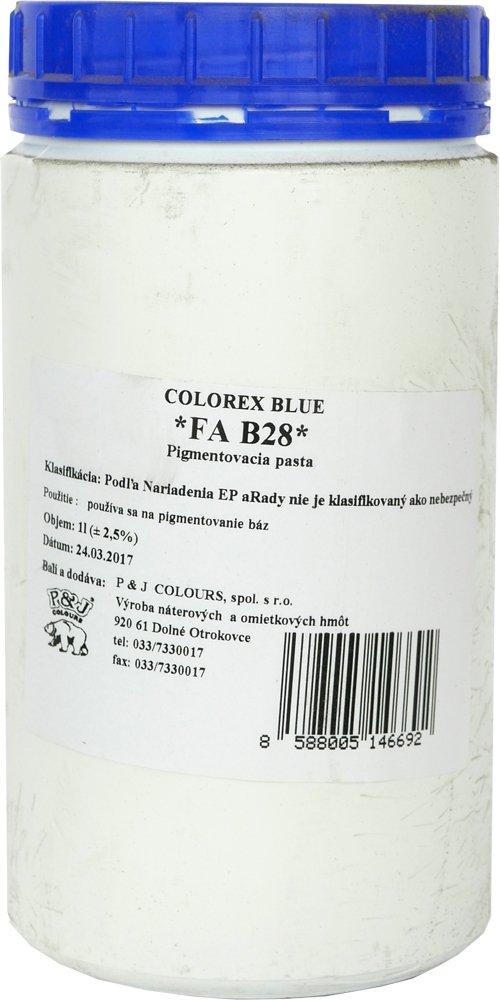 COLOREX BLUE
*FA B28*
Pigmentovacia pasta
Klasifikácia: Podľa Nariadenia EP aRady nie je klasifikovaný ako nebezpečný
Použitie : používa sa na pigmentovanie báz
Objem: 1l (± 2,5%)
Dátum: 24.03.2017
Balí a dodáva: P & J COLOURS, spol. s r.o.
P&J
COLOURS
Výroba náterových a omietkových hmôt
920 61 Dolné Otrokovce
tel: 033/7330017
fax: 033/7330017
8 588005 146692